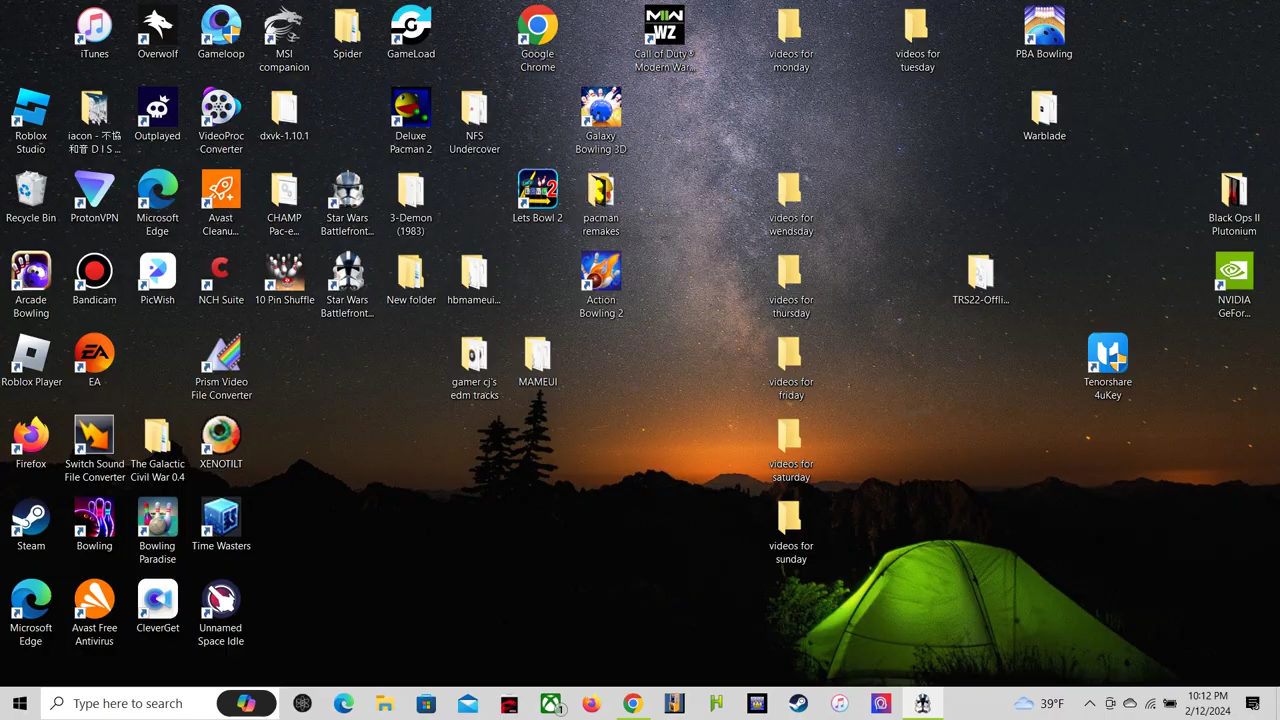 iTunes
Overwolf
Gameloop
MSI
companion
Spider
GameLoad
Google
Chrome
MW
WZ
Call of Duty®
Modern War...
videos for
monday
videos for
tuesday
PBA Bowling
Roblox
Studio
iacon - 不協
和音 D I S ...
Outplayed
VideoProc
Converter
dxvk-1.10.1
Deluxe
Pacman 2
NFS
Undercover
Galaxy
Bowling 3D
Warblade
Recycle Bin
ProtonVPN
Microsoft
Edge
Avast
Cleanu...
CHAMP
Pac-e...
Star Wars
Battlefront...
3-Demon
(1983)
Lets Bowl 2
pacman
remakes
videos for
wendsday
Black Ops II
Plutonium
Arcade
Bowling
Bandicam
PicWish
NCH Suite
10 Pin Shuffle
Star Wars
Battlefront...
New folder
hbmameui...
Action
Bowling 2
videos for
thursday
TRS22-Offli...
NVIDIA
GeFor...
Roblox Player
EA
Prism Video
File Converter
gamer cj's
edm tracks
MAMEUI
videos for
friday
Tenorshare
4uKey
Firefox
Switch Sound
File Converter
The Galactic
Civil War 0.4
XENOTILT
videos for
saturday
Steam
Bowling
Bowling
Paradise
Time Wasters
videos for
sunday
Microsoft
Edge
Avast Free
Antivirus
CleverGet
Unnamed
Space Idle
Type here to search
39°F
10:12 PM
2/12/2024